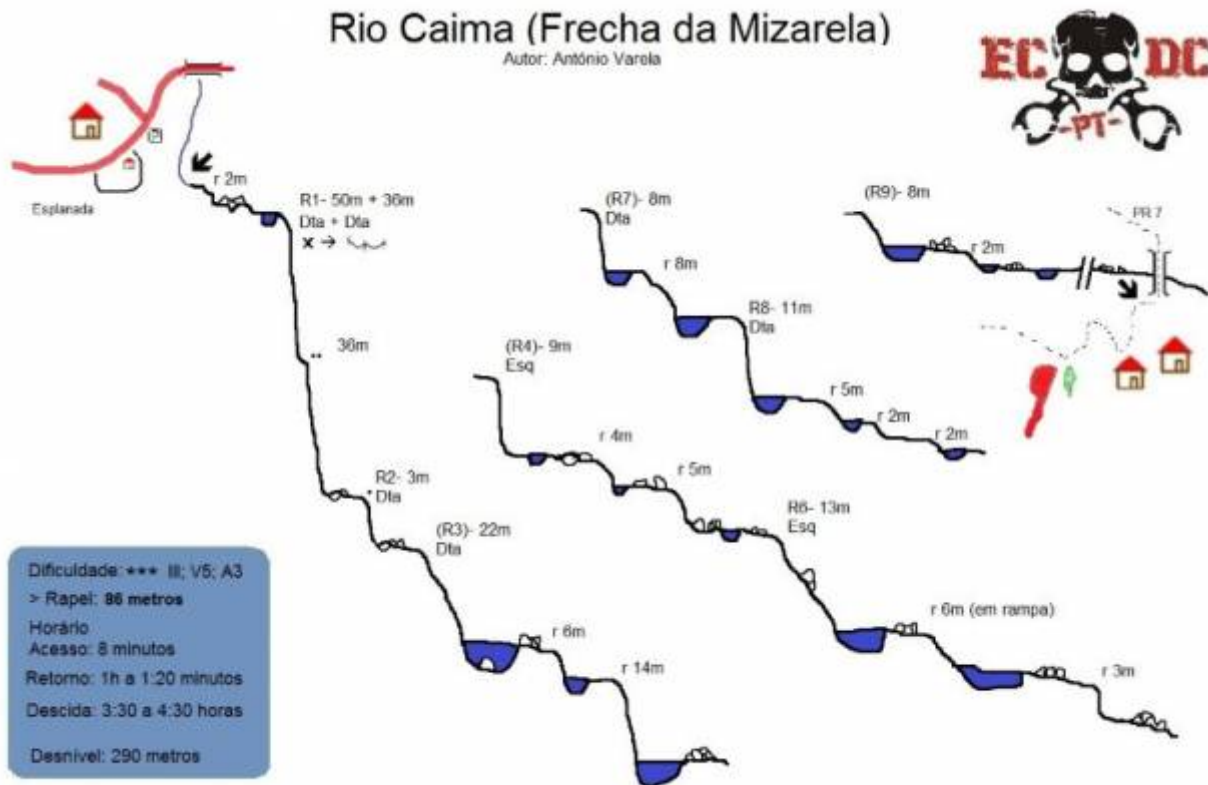 Rio Caima (Frecha da Mizarela)
Autor: António Varela
EC DC
-PT-
Esplanada
P
r 2m
R1- 50m + 36m
Dta + Dta
x →
36m
R2- 3m
Dta
(R3)- 22m
Dta
r 6m
r 14m
(R4)- 9m
Esq
r 4m
r 5m
R6- 13m
Esq
r 6m (em rampa)
r 3m
(R7)- 8m
Dta
r 8m
R8- 11m
Dta
r 5m
r 2m
r 2m
(R9)- 8m
r 2m
PR 7
Dificuldade: *** III; V5; A3
> Rapel: 86 metros
Horário
Acesso: 8 minutos
Retorno: 1h a 1:20 minutos
Descida: 3:30 a 4:30 horas
Desnível: 290 metros